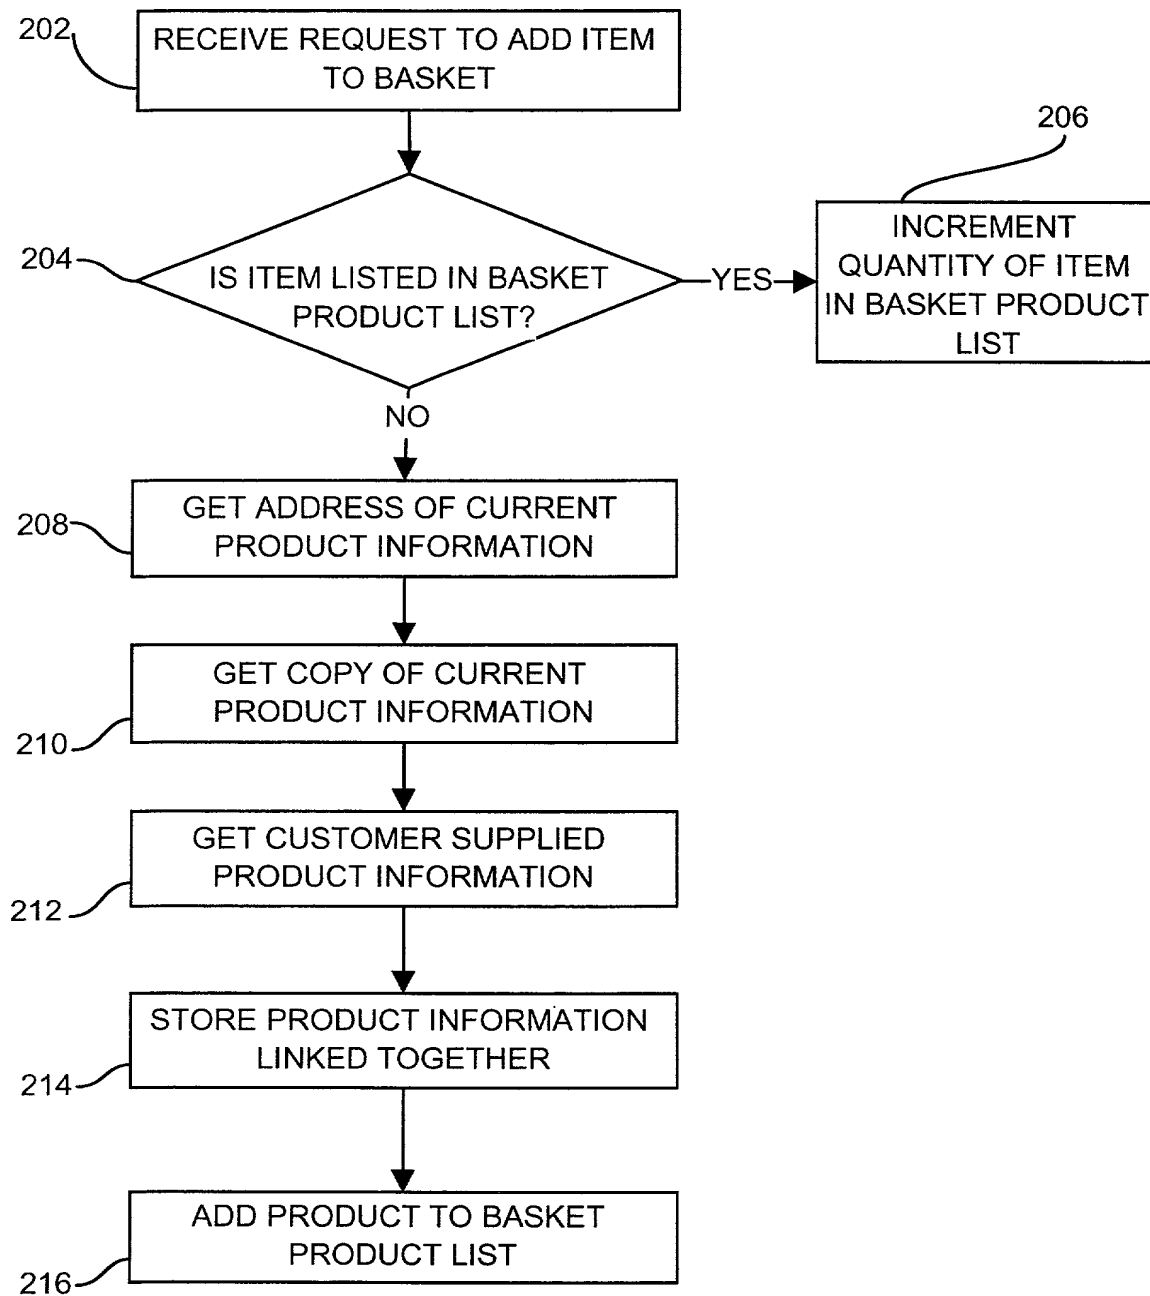 202
RECEIVE REQUEST TO ADD ITEM
TO BASKET
206
204
IS ITEM LISTED IN BASKET
PRODUCT LIST?
YES
INCREMENT
QUANTITY OF ITEM
IN BASKET PRODUCT
LIST
NO
208
GET ADDRESS OF CURRENT
PRODUCT INFORMATION
210
GET COPY OF CURRENT
PRODUCT INFORMATION
212
GET CUSTOMER SUPPLIED
PRODUCT INFORMATION
214
STORE PRODUCT INFORMATION
LINKED TOGETHER
216
ADD PRODUCT TO BASKET
PRODUCT LIST